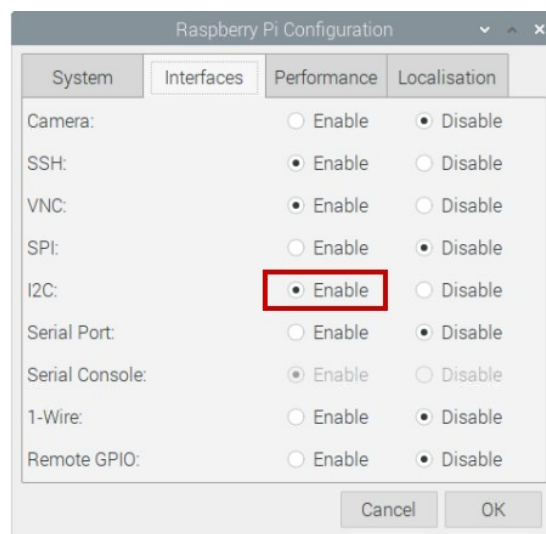 Raspberry Pi Configuration
System Interfaces Performance Localisation
Camera: Enable Disable
SSH: Enable Disable
VNC: Enable Disable
SPI: Enable Disable
I2C: Enable Disable
Serial Port: Enable Disable
Serial Console: Enable Disable
1-Wire: Enable Disable
Remote GPIO: Enable Disable
Cancel OK